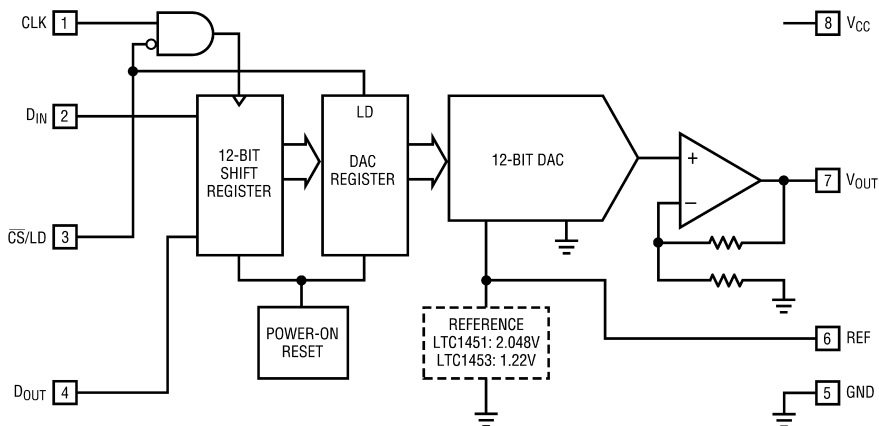 CLK 1
8 VCC
DIN 2
LD
12-BIT
SHIFT
REGISTER
DAC
REGISTER
12-BIT DAC
+
−
7 VOUT
C̅S̅/LD 3
POWER-ON
RESET
REFERENCE
LTC1451: 2.048V
LTC1453: 1.22V
6 REF
DOUT 4
5 GND